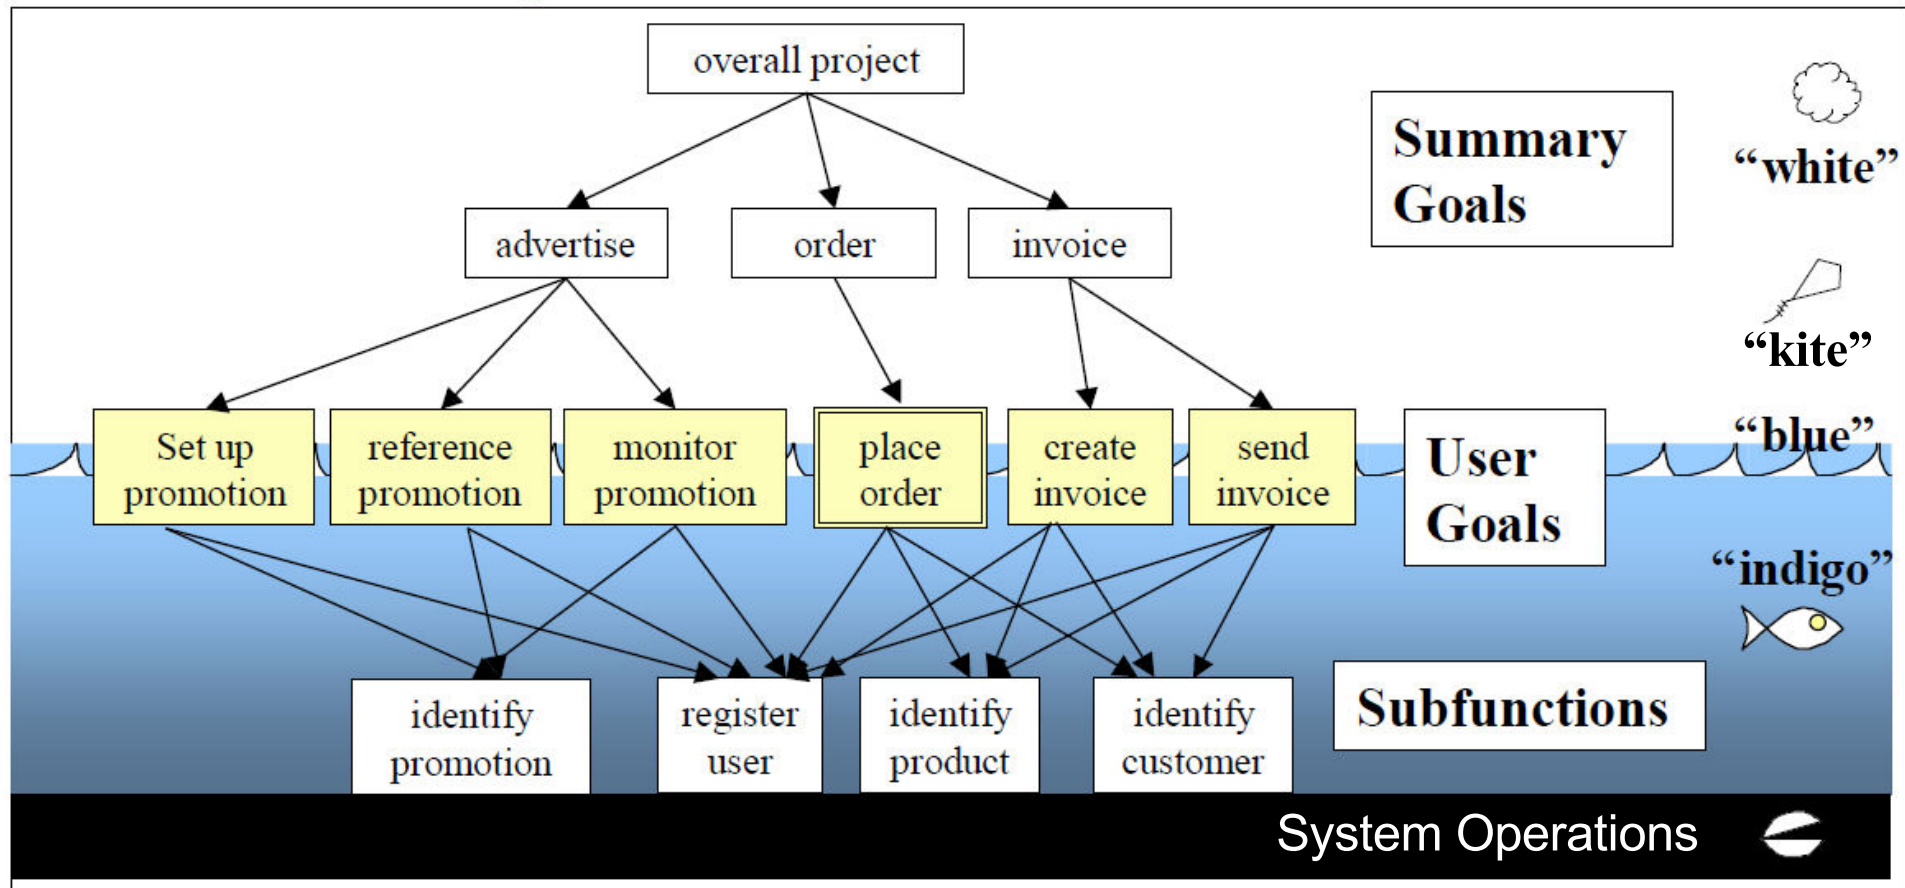 overall project
Summary
Goals
“white”
advertise
order
invoice
“kite”
Set up
promotion
reference
promotion
monitor
promotion
place
order
create
invoice
send
invoice
User
Goals
“blue”
“indigo”
identify
promotion
register
user
identify
product
identify
customer
Subfunctions
System Operations